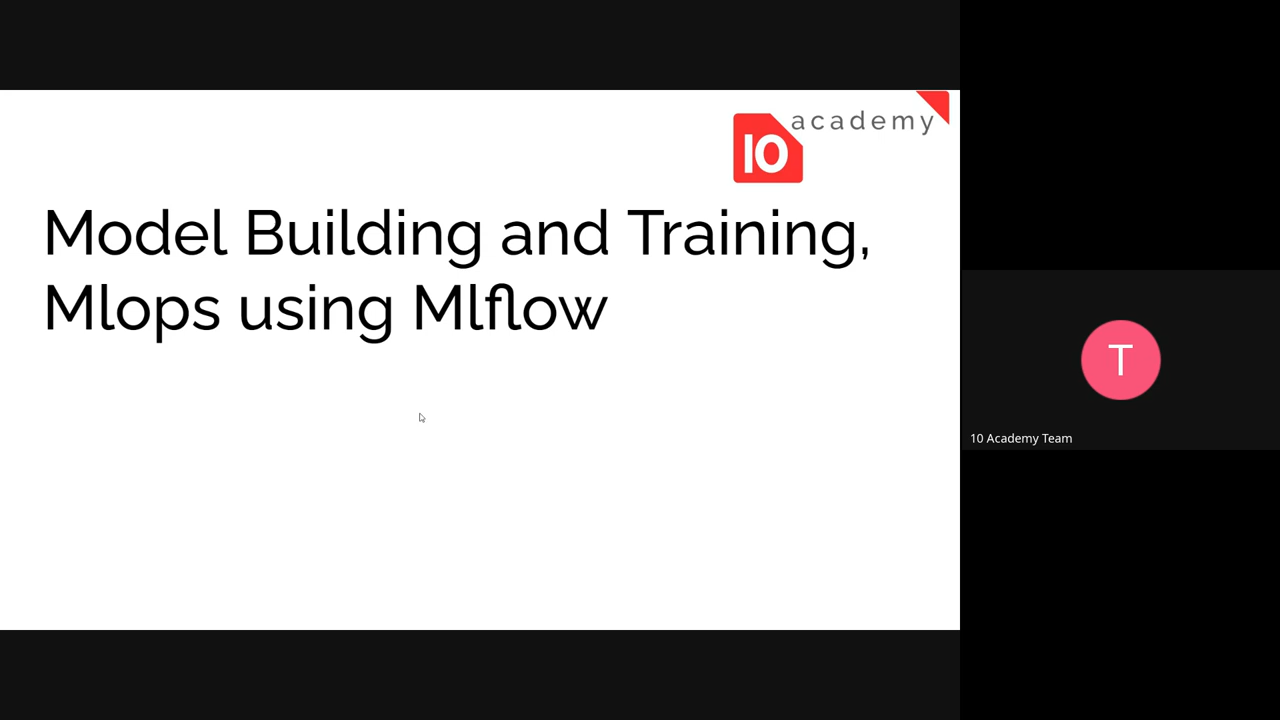 academy
10
Model Building and Training,
Mlops using Mlflow
T
10 Academy Team